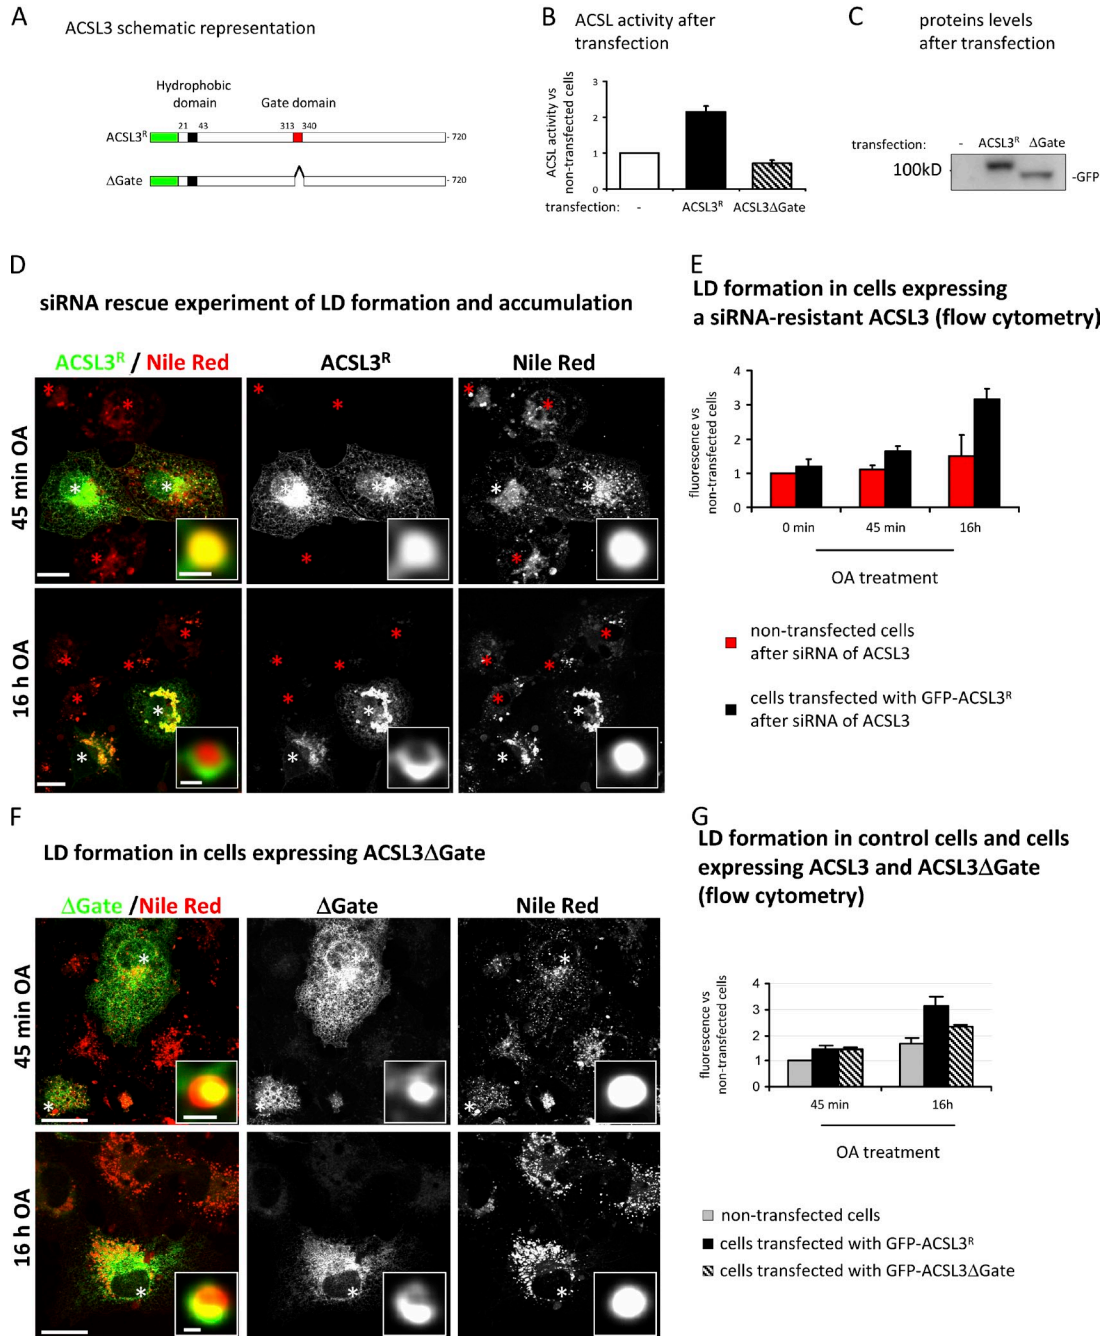 A
ACSL3 schematic representation
Hydrophobic
domain
Gate domain
21 43
313 340
ACSL3R
- 720
ΔGate
- 720
B
ACSL activity after
transfection
ACSL activity vs
non-transfected cells
3
2
1
0
transfection: - ACSL3R ACSL3ΔGate
C
proteins levels
after transfection
transfection: - ACSL3R ΔGate
100kD
-GFP
D
siRNA rescue experiment of LD formation and accumulation
ACSL3R / Nile Red
ACSL3R
Nile Red
45 min OA
16 h OA
E
LD formation in cells expressing
a siRNA-resistant ACSL3 (flow cytometry)
fluorescence vs
non-transfected cells
4
3
2
1
0
0 min 45 min 16h
OA treatment
non-transfected cells
after siRNA of ACSL3
cells transfected with GFP-ACSL3R
after siRNA of ACSL3
F
LD formation in cells expressing ACSL3ΔGate
ΔGate /Nile Red
ΔGate
Nile Red
45 min OA
16 h OA
G
LD formation in control cells and cells
expressing ACSL3 and ACSL3ΔGate
(flow cytometry)
fluorescence vs
non-transfected cells
4
3
2
1
0
45 min 16h
OA treatment
non-transfected cells
cells transfected with GFP-ACSL3R
cells transfected with GFP-ACSL3ΔGate